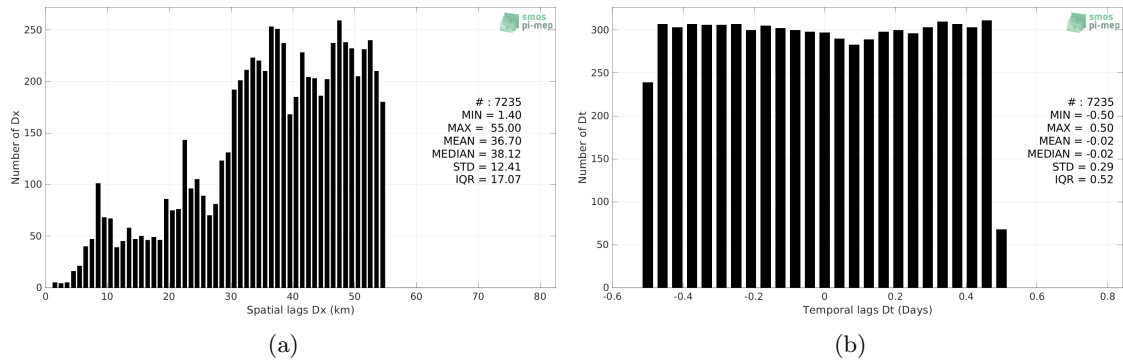 250
200
150
100
50
0
0 10 20 30 40 50 60 70 80
Number of Dx
Spatial lags Dx (km)
smos
pi-mep
# : 7235
MIN = 1.40
MAX = 55.00
MEAN = 36.70
MEDIAN = 38.12
STD = 12.41
IQR = 17.07
(a)
300
250
200
150
100
50
0
-0.6 -0.4 -0.2 0 0.2 0.4 0.6 0.8
Number of Dt
Temporal lags Dt (Days)
smos
pi-mep
# : 7235
MIN = -0.50
MAX = 0.50
MEAN = -0.02
MEDIAN = -0.02
STD = 0.29
IQR = 0.52
(b)